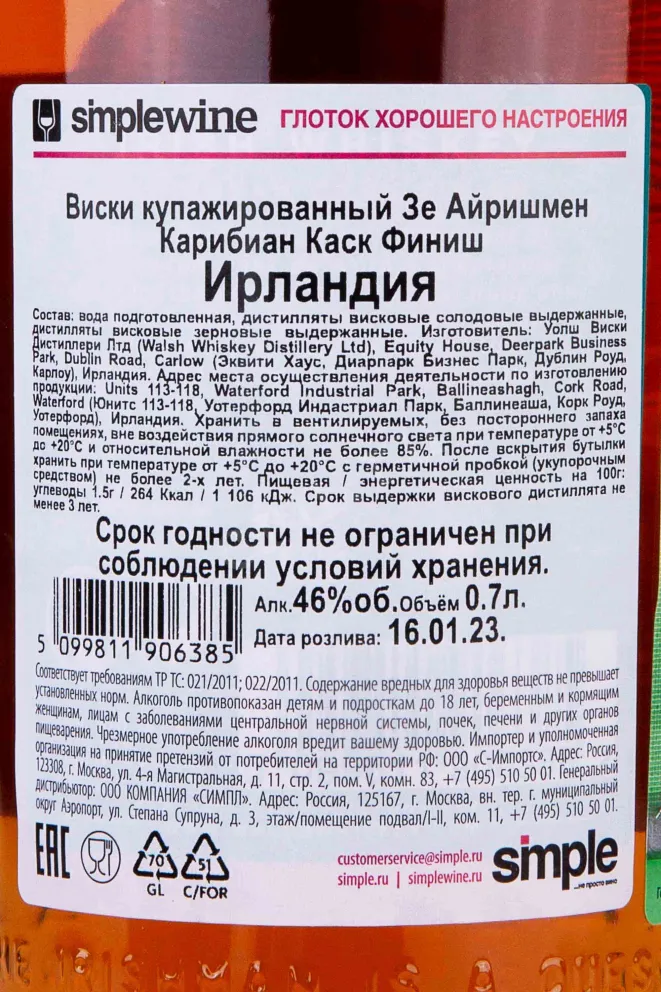 simplewine ГЛОТОК ХОРОШЕГО НАСТРОЕНИЯ
Виски купажированный Зе Айришмен
Карибиан Каск Финиш
Ирландия
Состав: вода подготовленная, дистилляты висковые солодовые выдержанные,
дистилляты висковые зерновые выдержанные. Изготовитель: Уолш Виски
Дистиллери Лтд (Walsh Whiskey Distillery Ltd), Equity House, Deerpark Business
Park, Dublin Road, Carlow (Эквити Хаус, Диарпарк Бизнес Парк, Дублин Роуд,
Карлоу), Ирландия. Адрес места осуществления деятельности по изготовлению
продукции: Units 113-118, Waterford Industrial Park, Ballineashagh, Cork Road,
Waterford (Юнитс 113-118, Уотерфорд Индастриал Парк, Баллинеаша, Корк Роуд,
Уотерфорд), Ирландия. Хранить в вентилируемых, без постороннего запаха
помещениях, вне воздействия прямого солнечного света при температуре от +5°C
до +20°C и относительной влажности не более 85%. После вскрытия бутылки
хранить при температуре от +5°C до +20°C с герметичной пробкой (укупорочным
средством) не более 2-х лет. Пищевая / энергетическая ценность на 100г:
углеводы 1.5г / 264 Ккал / 1 106 кДж. Срок выдержки вискового дистиллята не
менее 3 лет.
Срок годности не ограничен при
соблюдении условий хранения.
Алк.46%об.Объём 0.7л.
Дата розлива: 16.01.23.
5 099811 906385
Соответствует требованиям ТР ТС: 021/2011; 022/2011. Содержание вредных для здоровья веществ не превышает
установленных норм. Алкоголь противопоказан детям и подросткам до 18 лет, беременным и кормящим
женщинам, лицам с заболеваниями центральной нервной системы, почек, печени и других органов
пищеварения. Чрезмерное употребление алкоголя вредит вашему здоровью. Импортер и уполномоченная
организация на принятие претензий от потребителей на территории РФ: ООО «С-Импортс». Адрес: Россия,
123308, г. Москва, ул. 4-я Магистральная, д. 11, стр. 2, пом. V, комн. 83, +7 (495) 510 50 01. Генеральный
дистрибьютор: ООО КОМПАНИЯ «СИМПЛ». Адрес: Россия, 125167, г. Москва, вн. тер. г. муниципальный
округ Аэропорт, ул. Степана Супруна, д. 3, этаж/помещение подвал/I-II, ком. 11, +7 (495) 510 50 01.
EAC
70
GL
51
C/FOR
customerservice@simple.ru
simple.ru | simplewine.ru
simple
...не просто вино